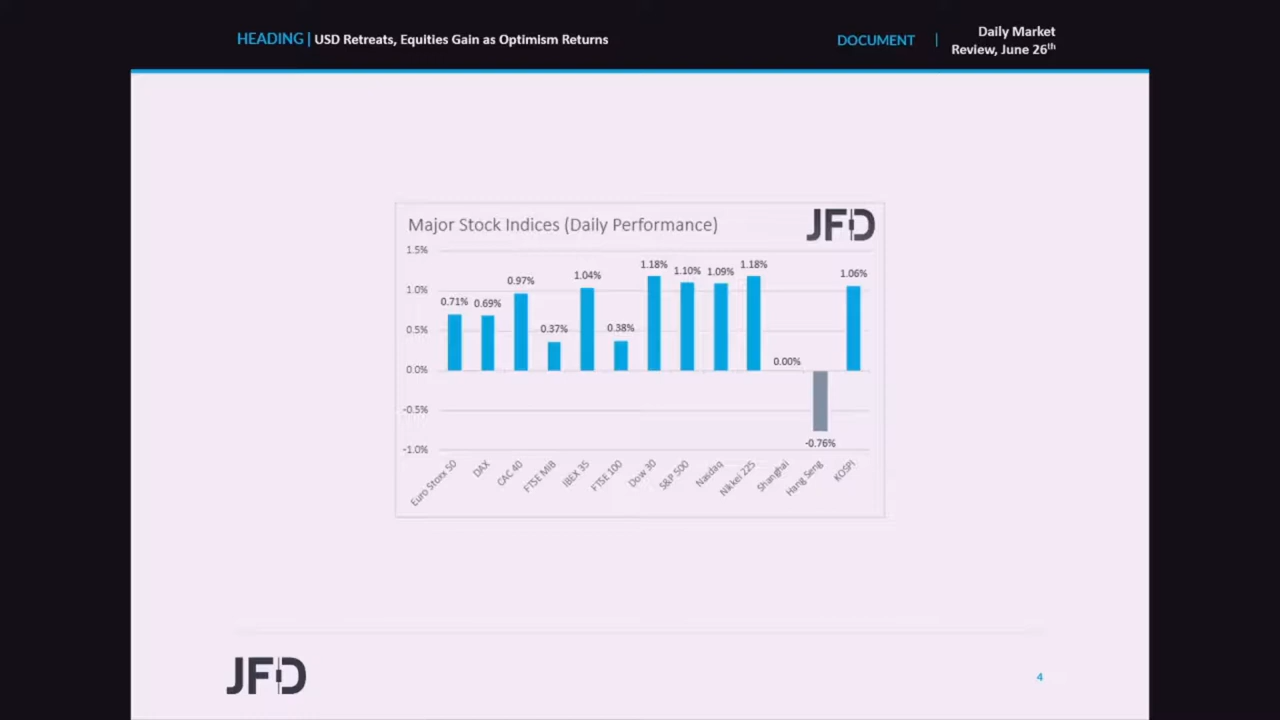 HEADING | USD Retreats, Equities Gain as Optimism Returns
DOCUMENT | Daily Market
Review, June 26th
Major Stock Indices (Daily Performance)
JFD
1.5%
1.0%
0.5%
0.0%
-0.5%
-1.0%
0.71%
0.69%
0.97%
0.37%
1.04%
0.38%
1.18%
1.10%
1.09%
1.18%
0.00%
-0.76%
1.06%
Euro Stoxx 50
DAX
CAC 40
FTSE MIB
IBEX 35
FTSE 100
Dow 30
S&P 500
Nasdaq
Nikkei 225
Shanghai
Hang Seng
KOSPI
JFD
4